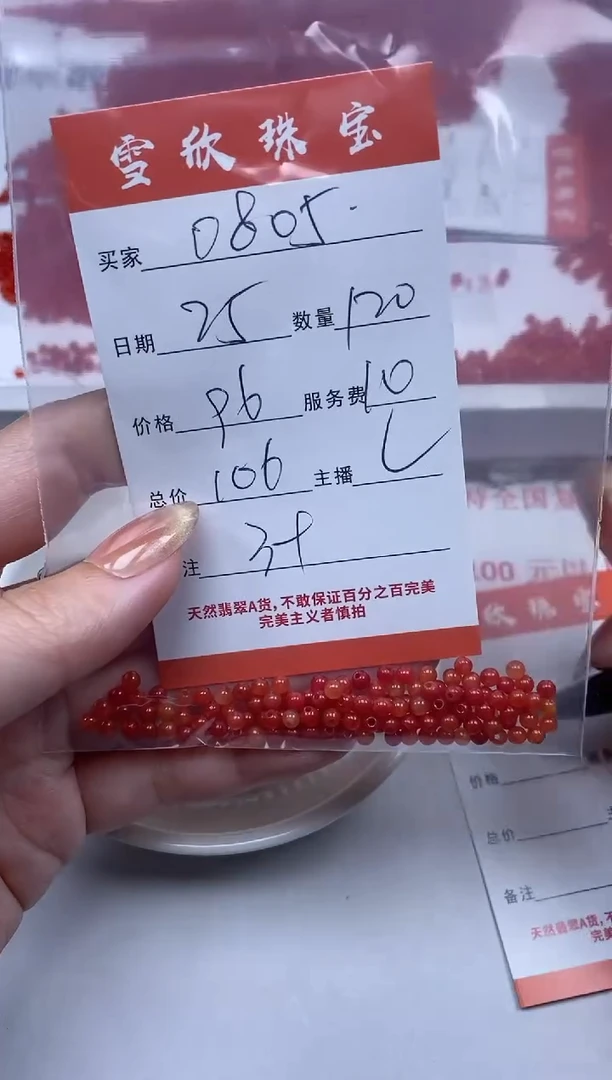 雪欣珠宝
买家 0805.
日期 25 数量 120
价格 96 服务费 10
总价 106 主播 L
注
天然翡翠A货,不敢保证百分之百完美
完美主义者慎拍
100 元
价格
总价
备注
天然翡翠A货,不
完美